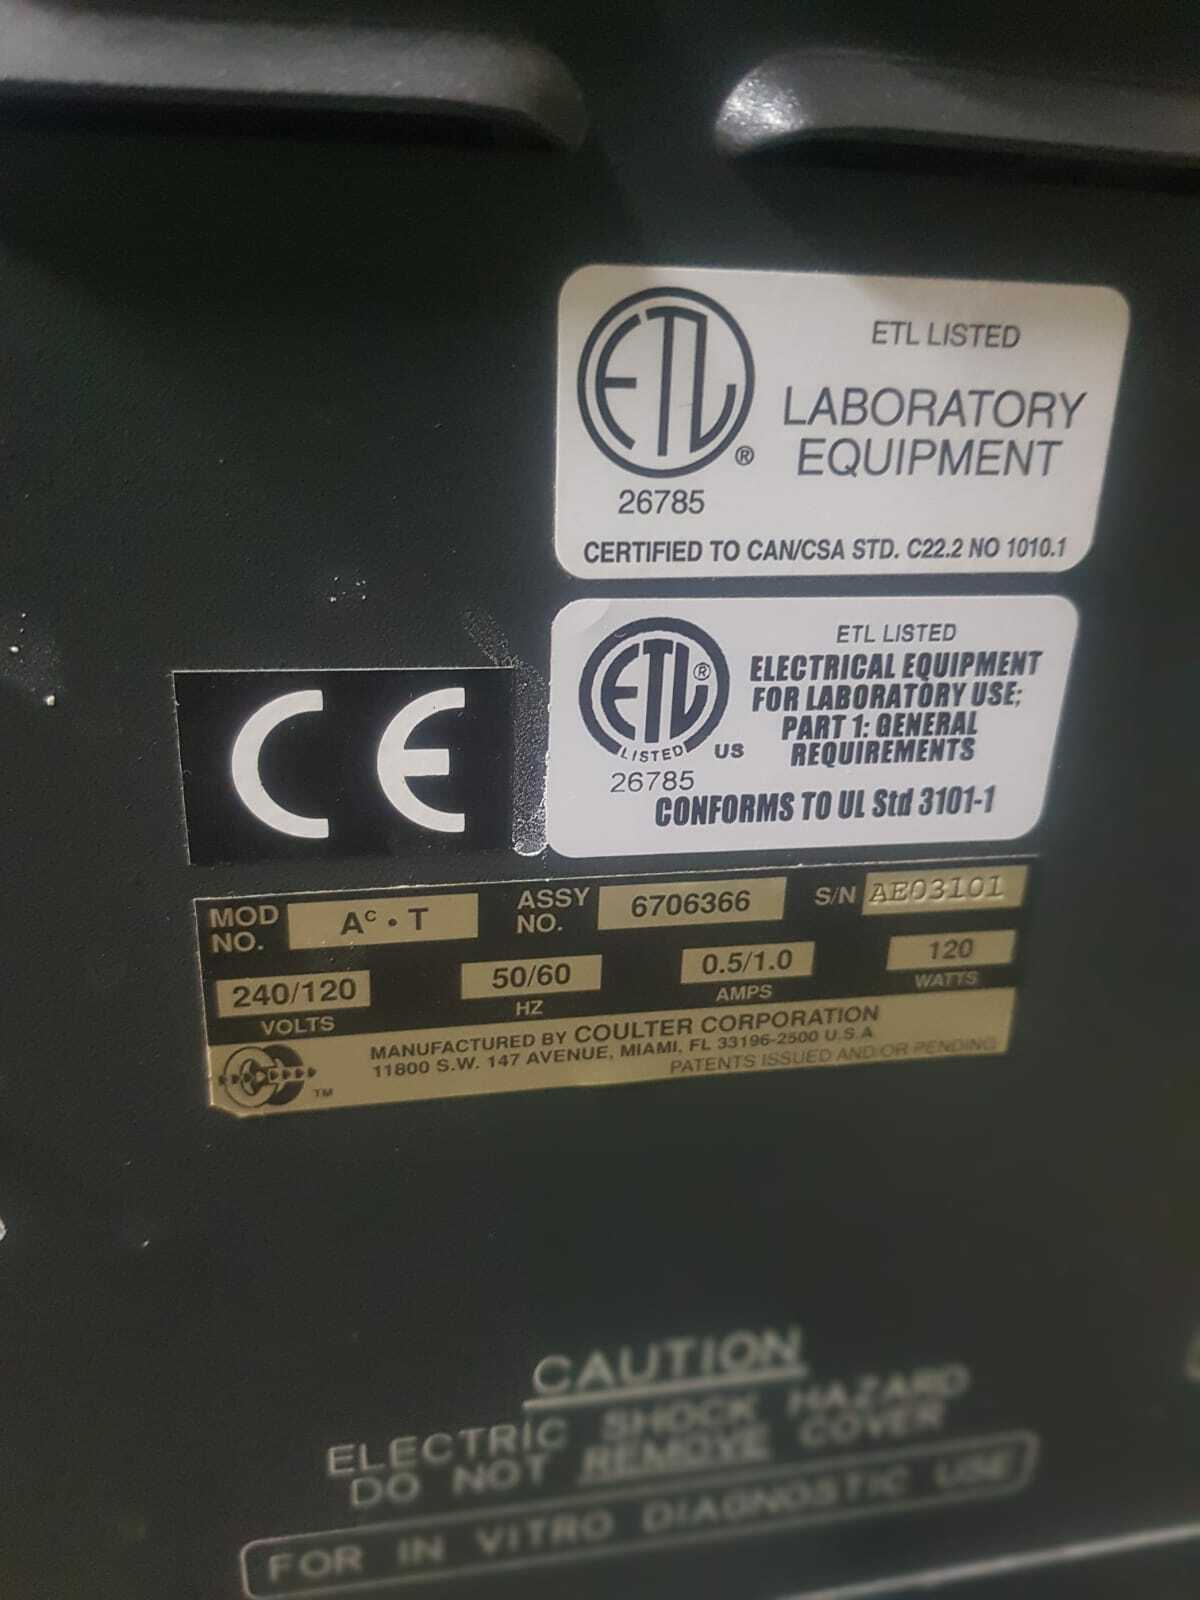 ETL
®
26785
ETL LISTED
LABORATORY
EQUIPMENT
CERTIFIED TO CAN/CSA STD. C22.2 NO 1010.1
ETL®
LISTED
US
26785
ETL LISTED
ELECTRICAL EQUIPMENT
FOR LABORATORY USE;
PART 1: GENERAL
REQUIREMENTS
CONFORMS TO UL Std 3101-1
CE
MOD NO. Aᶜ • T ASSY NO. 6706366 S/N AE03101
240/120 50/60 0.5/1.0 120
VOLTS HZ AMPS WATTS
MANUFACTURED BY COULTER CORPORATION
11800 S.W. 147 AVENUE, MIAMI, FL 33196-2500 U.S.A
PATENTS ISSUED AND/OR PENDING
TM
CAUTION
ELECTRIC SHOCK HAZARD
DO NOT REMOVE COVER
FOR IN VITRO DIAGNOSTIC USE